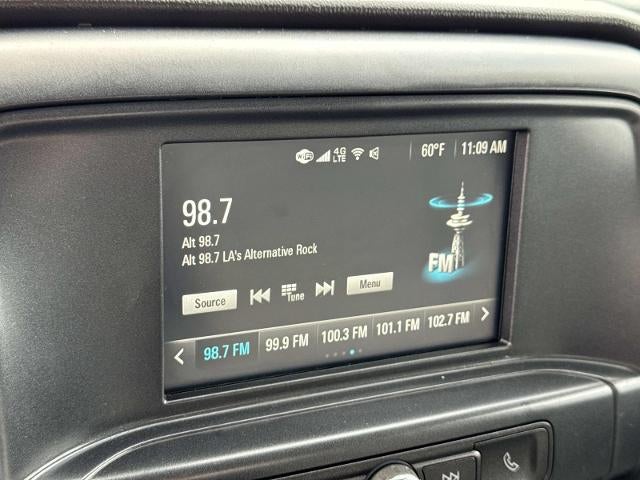 WiFi 4G LTE 60°F 11:09 AM
98.7
Alt 98.7
Alt 98.7 LA's Alternative Rock
FM
Source Tune Menu
98.7 FM 99.9 FM 100.3 FM 101.1 FM 102.7 FM